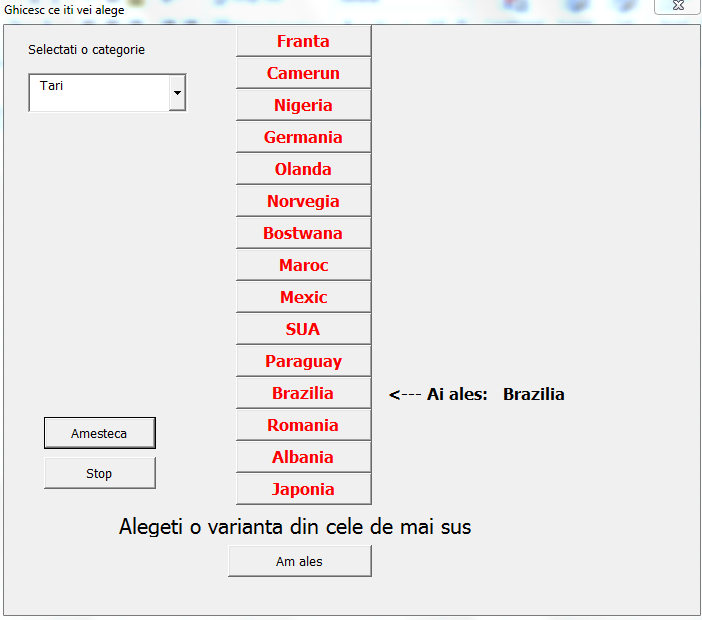 Ghicesc ce iti vei alege
Selectati o categorie
Tari
Franta
Camerun
Nigeria
Germania
Olanda
Norvegia
Bostwana
Maroc
Mexic
SUA
Paraguay
Brazilia
<--- Ai ales: Brazilia
Romania
Albania
Japonia
Amesteca
Stop
Alegeti o varianta din cele de mai sus
Am ales